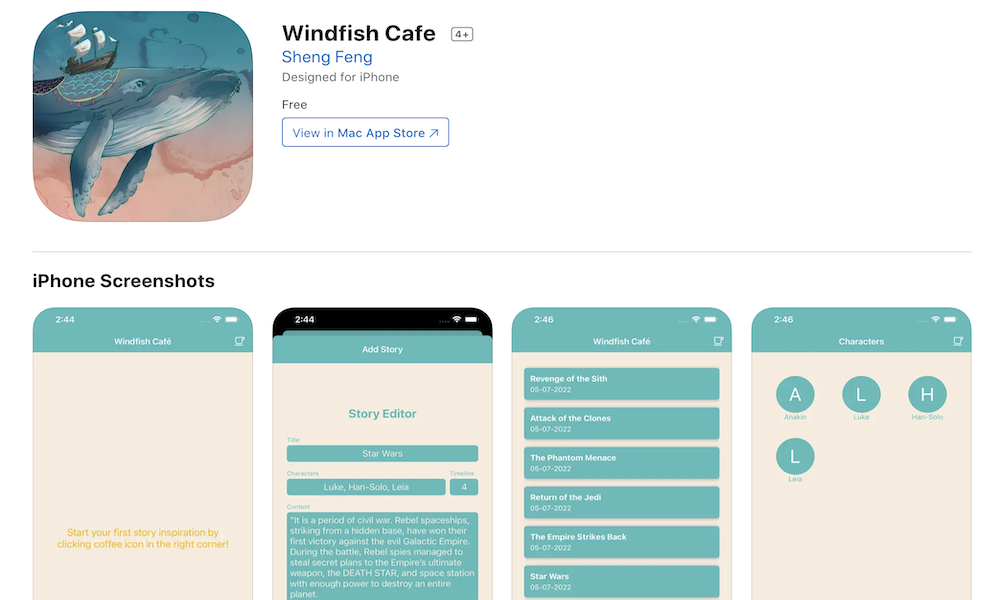 Windfish Cafe 4+
Sheng Feng
Designed for iPhone
Free
View in Mac App Store ↗
iPhone Screenshots
2:44
Windfish Café
Start your first story inspiration by
clicking coffee icon in the right corner!
2:44
Add Story
Story Editor
Title
Star Wars
Characters Timeline
Luke, Han-Solo, Leia 4
Content
"It is a period of civil war. Rebel spaceships,
striking from a hidden base, have won their
first victory against the evil Galactic Empire.
During the battle, Rebel spies managed to
steal secret plans to the Empire's ultimate
weapon, the DEATH STAR, and space station
with enough power to destroy an entire
planet.
2:46
Windfish Café
Revenge of the Sith
05-07-2022
Attack of the Clones
05-07-2022
The Phantom Menace
05-07-2022
Return of the Jedi
05-07-2022
The Empire Strikes Back
05-07-2022
Star Wars
05-07-2022
2:46
Characters
A L H
Anakin Luke Han-Solo
L
Leia